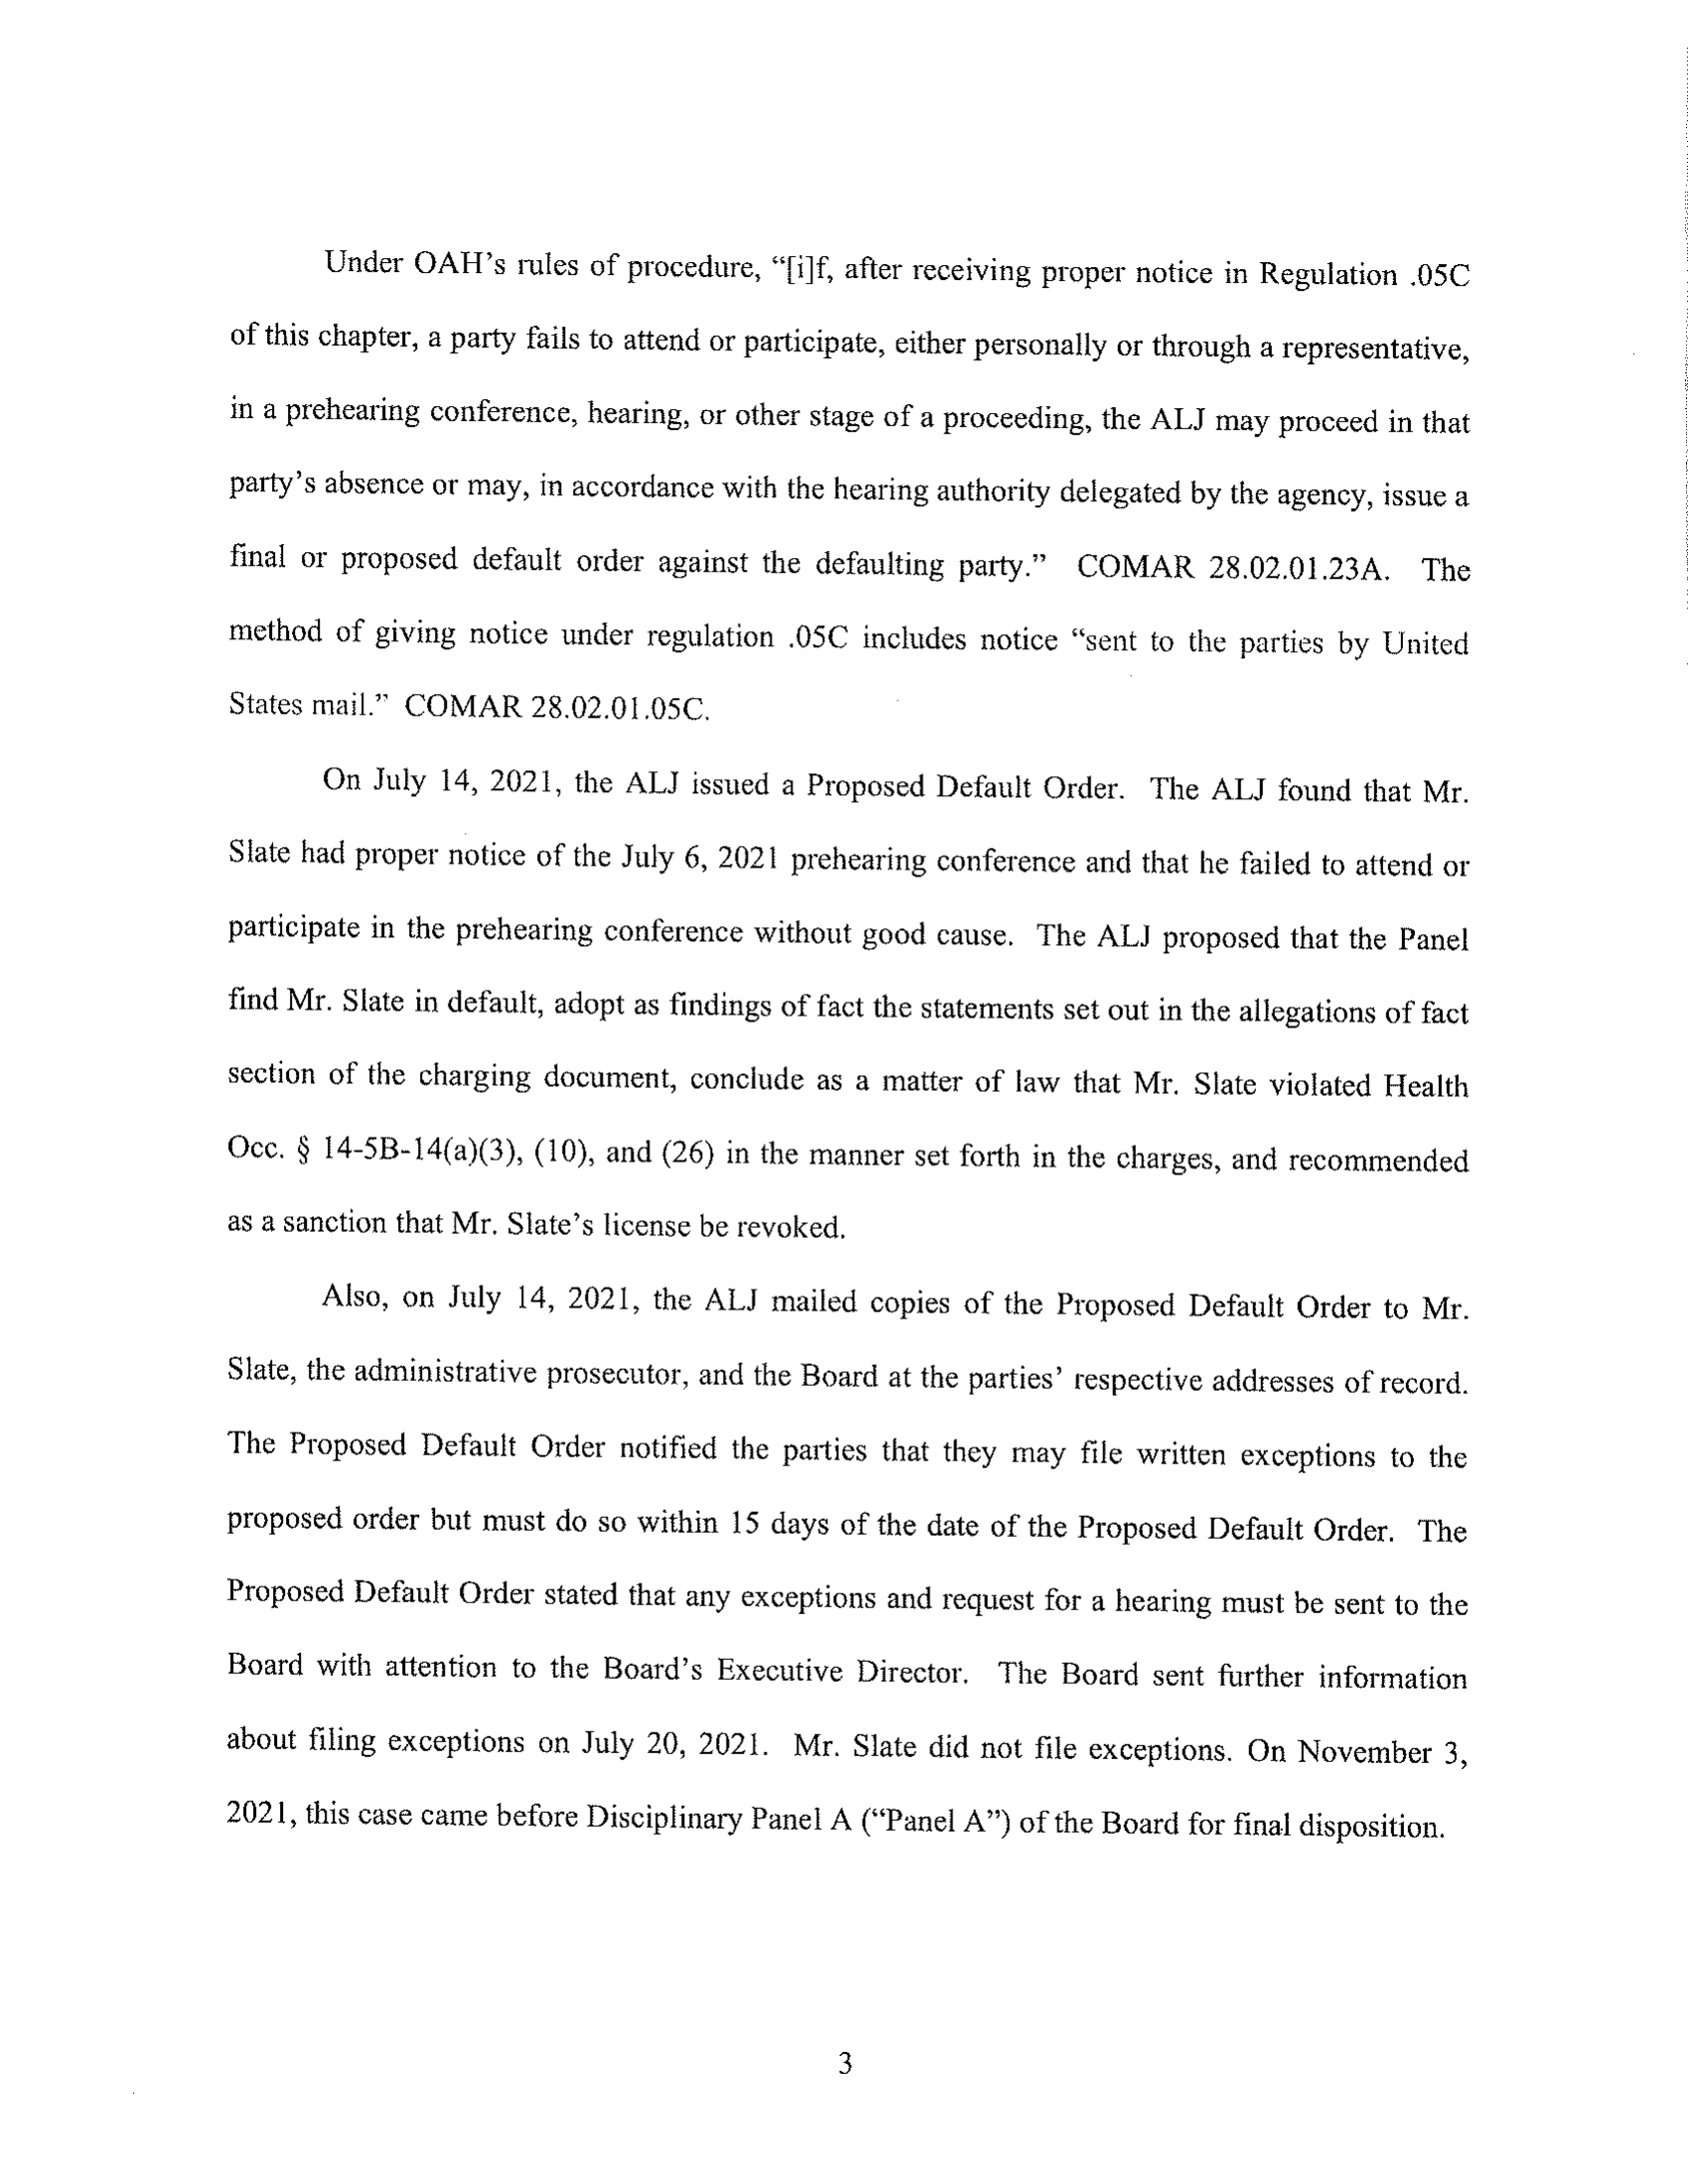 Under OAH's rules of procedure, “[i]f, after receiving proper notice in Regulation .05C
of this chapter, a party fails to attend or participate, either personally or through a representative,
in a prehearing conference, hearing, or other stage of a proceeding, the ALJ may proceed in that
party's absence or may, in accordance with the hearing authority delegated by the agency, issue a
final or proposed default order against the defaulting party.” COMAR 28.02.01.23A. The
method of giving notice under regulation .05C includes notice “sent to the parties by United
States mail.” COMAR 28.02.01.05C.
On July 14, 2021, the ALJ issued a Proposed Default Order. The ALJ found that Mr.
Slate had proper notice of the July 6, 2021 prehearing conference and that he failed to attend or
participate in the prehearing conference without good cause. The ALJ proposed that the Panel
find Mr. Slate in default, adopt as findings of fact the statements set out in the allegations of fact
section of the charging document, conclude as a matter of law that Mr. Slate violated Health
Occ. § 14-5B-14(a)(3), (10), and (26) in the manner set forth in the charges, and recommended
as a sanction that Mr. Slate's license be revoked.
Also, on July 14, 2021, the ALJ mailed copies of the Proposed Default Order to Mr.
Slate, the administrative prosecutor, and the Board at the parties' respective addresses of record.
The Proposed Default Order notified the parties that they may file written exceptions to the
proposed order but must do so within 15 days of the date of the Proposed Default Order. The
Proposed Default Order stated that any exceptions and request for a hearing must be sent to the
Board with attention to the Board's Executive Director. The Board sent further information
about filing exceptions on July 20, 2021. Mr. Slate did not file exceptions. On November 3,
2021, this case came before Disciplinary Panel A (“Panel A”) of the Board for final disposition.
3